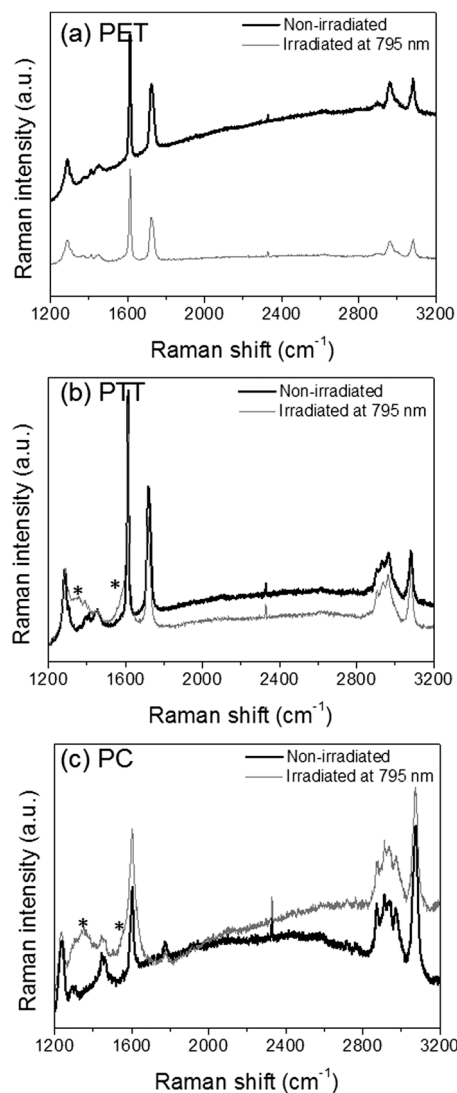 (a) PET
Non-irradiated
Irradiated at 795 nm
Raman intensity (a.u.)
1200 1600 2000 2400 2800 3200
Raman shift (cm⁻¹)
(b) PTT
Non-irradiated
Irradiated at 795 nm
Raman intensity (a.u.)
* *
1200 1600 2000 2400 2800 3200
Raman shift (cm⁻¹)
(c) PC
Non-irradiated
Irradiated at 795 nm
Raman intensity (a.u.)
* *
1200 1600 2000 2400 2800 3200
Raman shift (cm⁻¹)